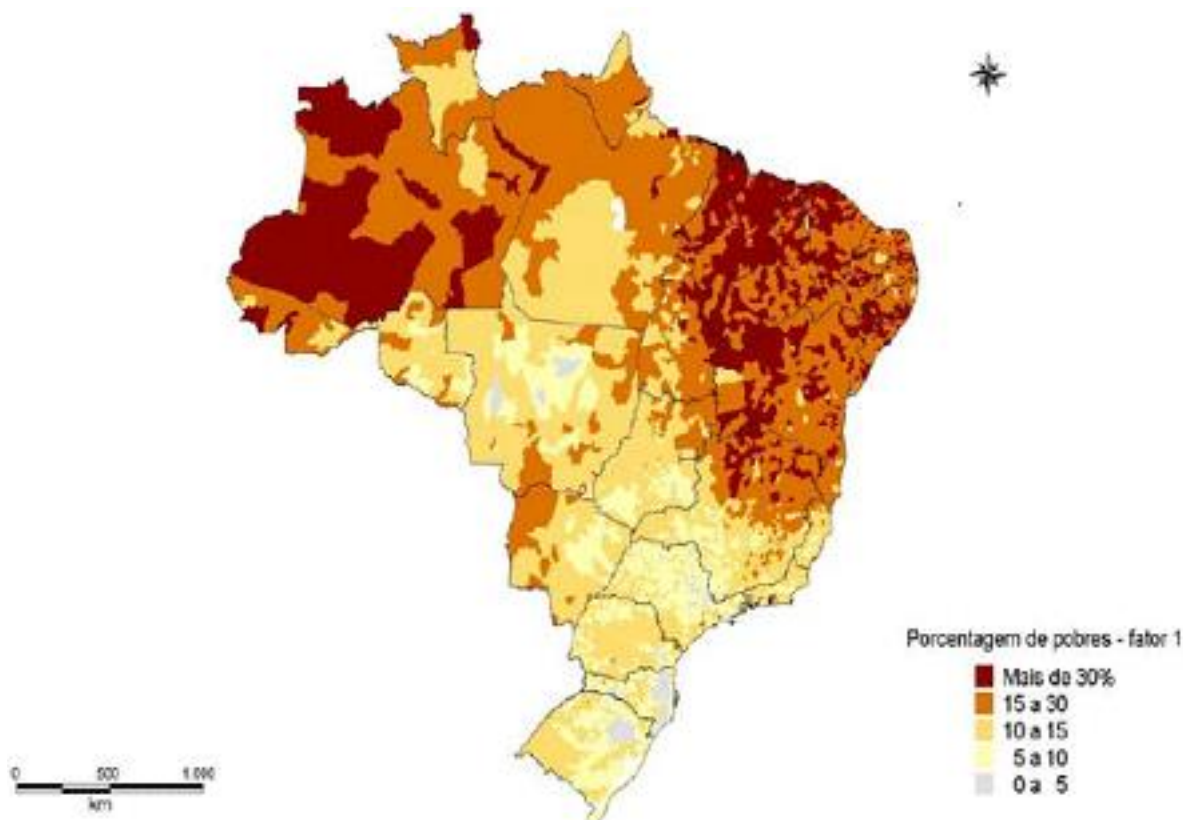 Porcentagem de pobres - fator 1
Mais de 30%
15 a 30
10 a 15
5 a 10
0 a 5
0 500 1.000
km